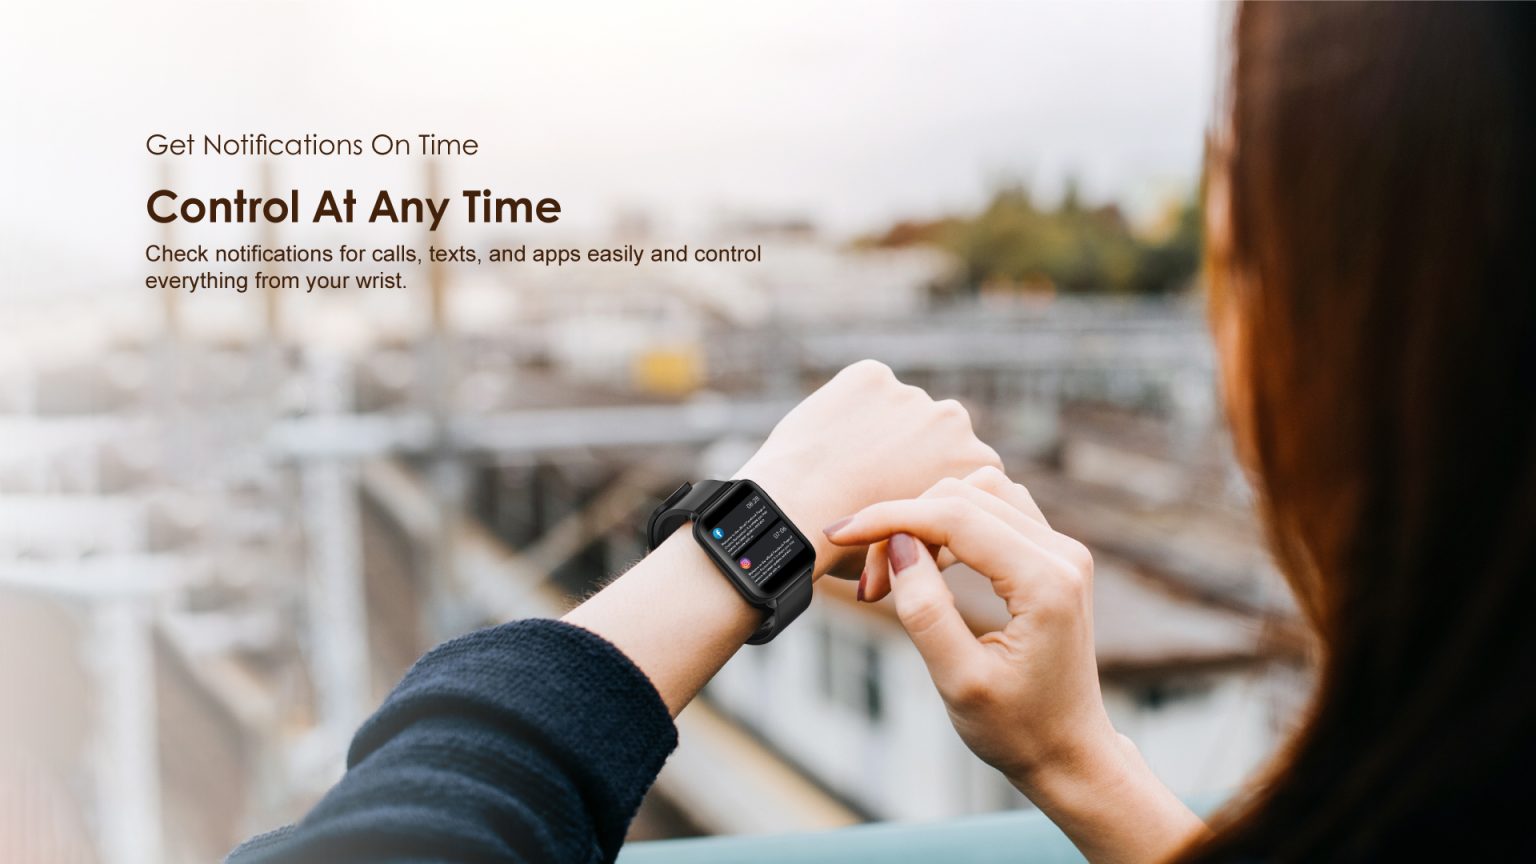 Get Notifications On Time
Control At Any Time
Check notifications for calls, texts, and apps easily and control
everything from your wrist.